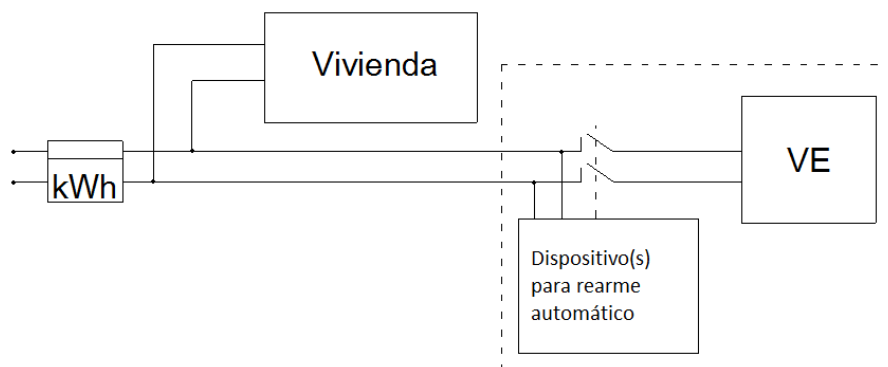 Vivienda
kWh
VE
Dispositivo(s)
para rearme
automático